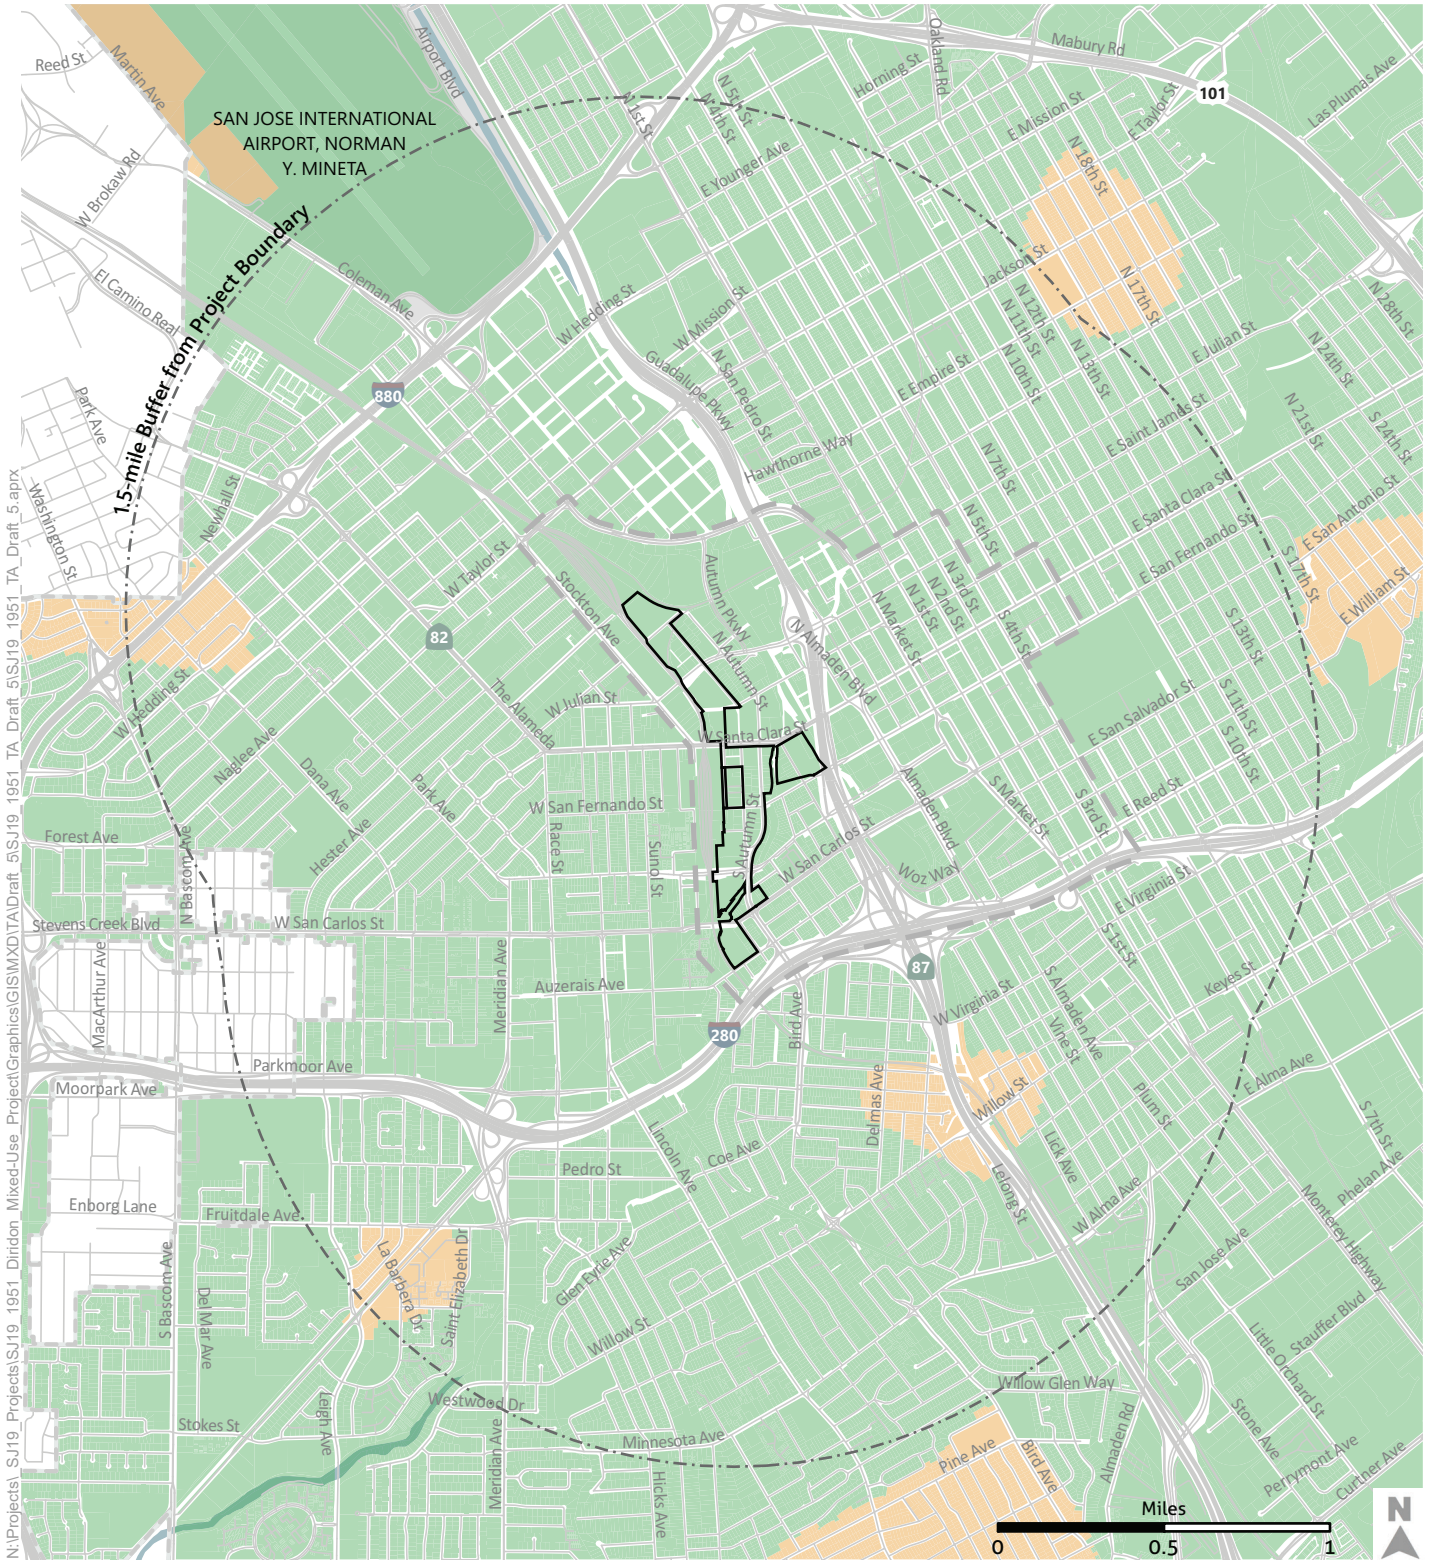 Reed St
Martin Ave
Airport Blvd
Oakland Rd
Mabury Rd
101
Las Plumas Ave
Horning St
N 5th St
N 4th St
N 1st St
E Mission St
E Taylor St
SAN JOSE INTERNATIONAL
AIRPORT, NORMAN
Y. MINETA
W Brokaw Rd
E Younger Ave
N 18th St
1.5-mile Buffer from Project Boundary
El Camino Real
Coleman Ave
W Hedding St
W Mission St
Jackson St
N 17th St
N 12th St
N 11th St
N 10th St
N 13th St
N 28th St
N 24th St
E Julian St
Guadalupe Pkwy
N San Pedro St
E Empire St
880
Park Ave
Hawthorne Way
E Saint James St
N 21st St
S 24th St
N 7th St
Washington St
Newhall St
N 5th St
E Santa Clara St
E San Fernando St
E San Antonio St
S 17th St
E William St
W Taylor St
Stockton Ave
Autumn Pkwy
N 3rd St
N 2nd St
N 1st St
N Market St
S 4th St
82
N Almaden Blvd
N Autumn St
S 13th St
W Hedding St
The Alameda
W Julian St
W Santa Clara St
E San Salvador St
S 11th St
S 10th St
Naglee Ave
Dana Ave
Park Ave
W San Fernando St
S Autumn St
Almaden Blvd
S Market St
S 3rd St
E Reed St
Forest Ave
N Bascom Ave
Hester Ave
Race St
Sunol St
W San Carlos St
Woz Way
E Virginia St
Stevens Creek Blvd
W San Carlos St
MacArthur Ave
Meridian Ave
Auzerais Ave
87
S 1st St
Keyes St
W Virginia St
S Almaden Ave
Vine St
280
Bird Ave
Parkmoor Ave
Moorpark Ave
Willow St
Delmas Ave
Plum St
E Alma Ave
S 7th St
Lincoln Ave
Coe Ave
Lick Ave
Pedro St
Lelong St
Phelan Ave
Enborg Lane
Fruitdale Ave
W Alma Ave
Monterey Highway
S Bascom Ave
Del Mar Ave
La Barbera Dr
Saint Elizabeth Dr
Glen Eyrie Ave
San Jose Ave
Willow St
Little Orchard St
Stauffer Blvd
Willow Glen Way
Westwood Dr
Stokes St
Leigh Ave
Meridian Ave
Minnesota Ave
Hicks Ave
Pine Ave
Bird Ave
Almaden Rd
Stone Ave
Perrymont Ave
Curtner Ave
Miles
0 0.5 1
N
N:\Projects\_SJ19_Projects\SJ19 1951_Diridon_Mixed-Use_Project\Graphics\GIS\MXD\TA\Draft_5\SJ19 1951_TA_Draft_5\SJ19 1951_TA_Draft_5.aprx